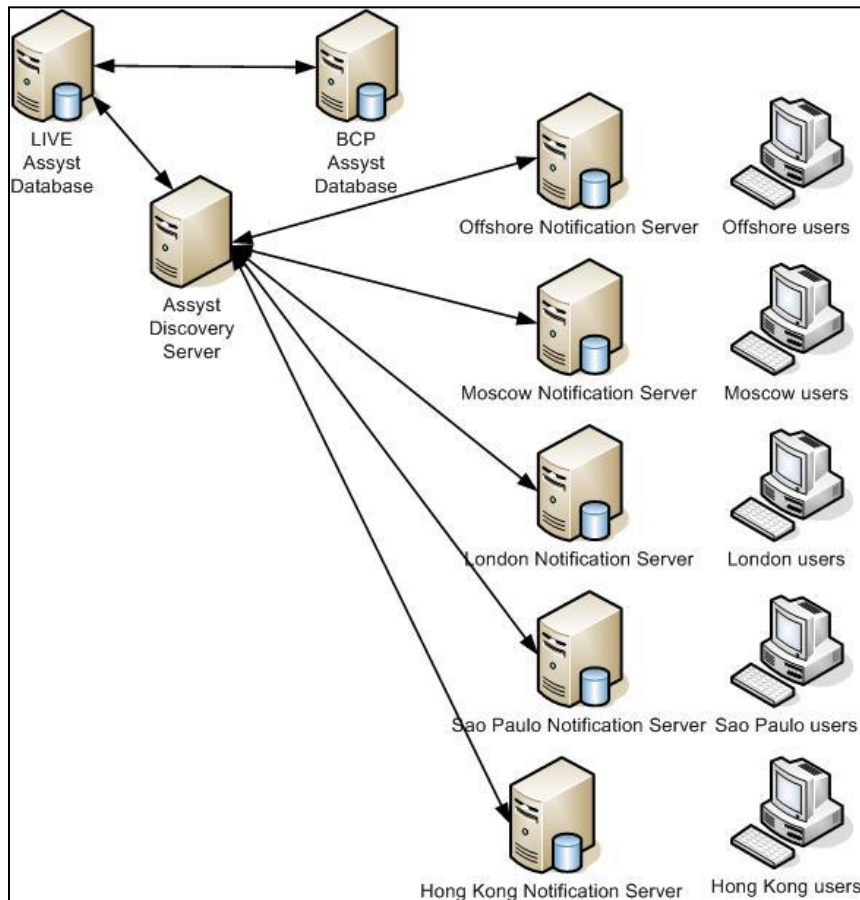 LIVE
Assyst
Database
BCP
Assyst
Database
Offshore Notification Server
Offshore users
Assyst
Discovery
Server
Moscow Notification Server
Moscow users
London Notification Server
London users
Sao Paulo Notification Server
Sao Paulo users
Hong Kong Notification Server
Hong Kong users